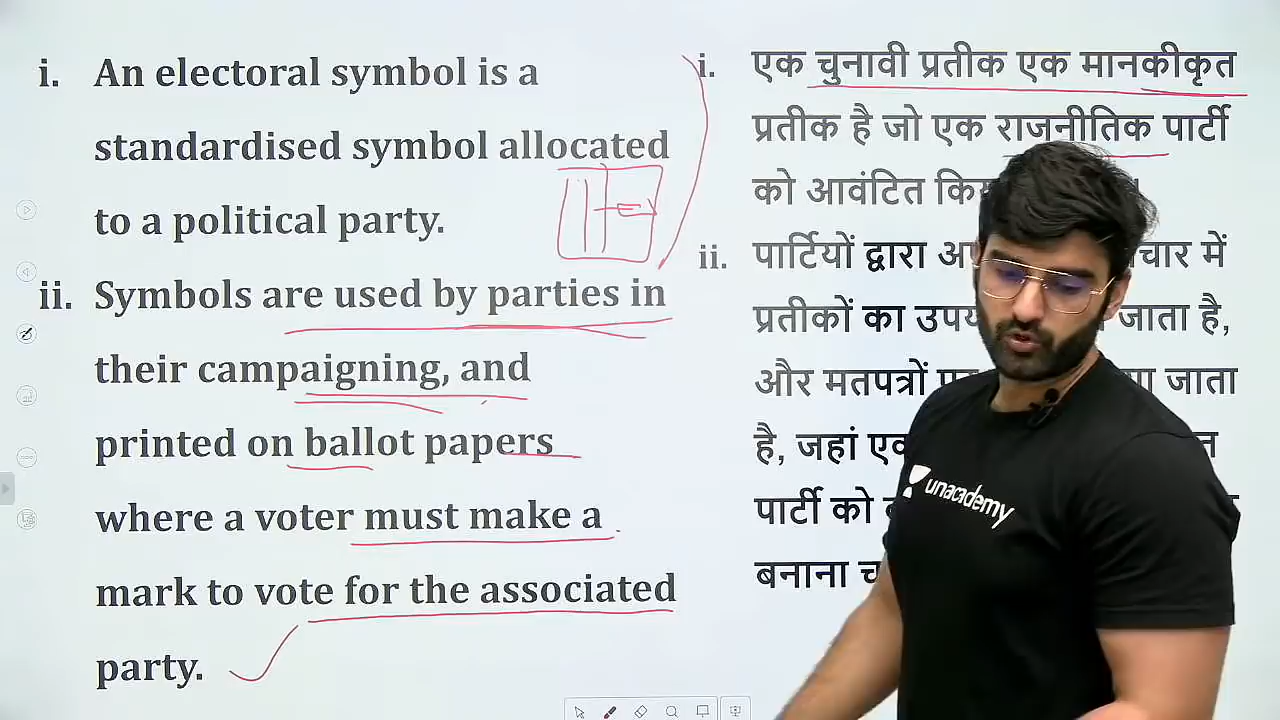 i. An electoral symbol is a
standardised symbol allocated
to a political party.
ii. Symbols are used by parties in
their campaigning, and
printed on ballot papers
where a voter must make a
mark to vote for the associated
party.
i. एक चुनावी प्रतीक एक मानकीकृत
प्रतीक है जो एक राजनीतिक पार्टी
को आवंटित
ii. पार्टियों द्वारा में
प्रतीकों का जाता है,
और मतपत्रों जाता
है, जहां
पार्टी को
बनाना
unacademy